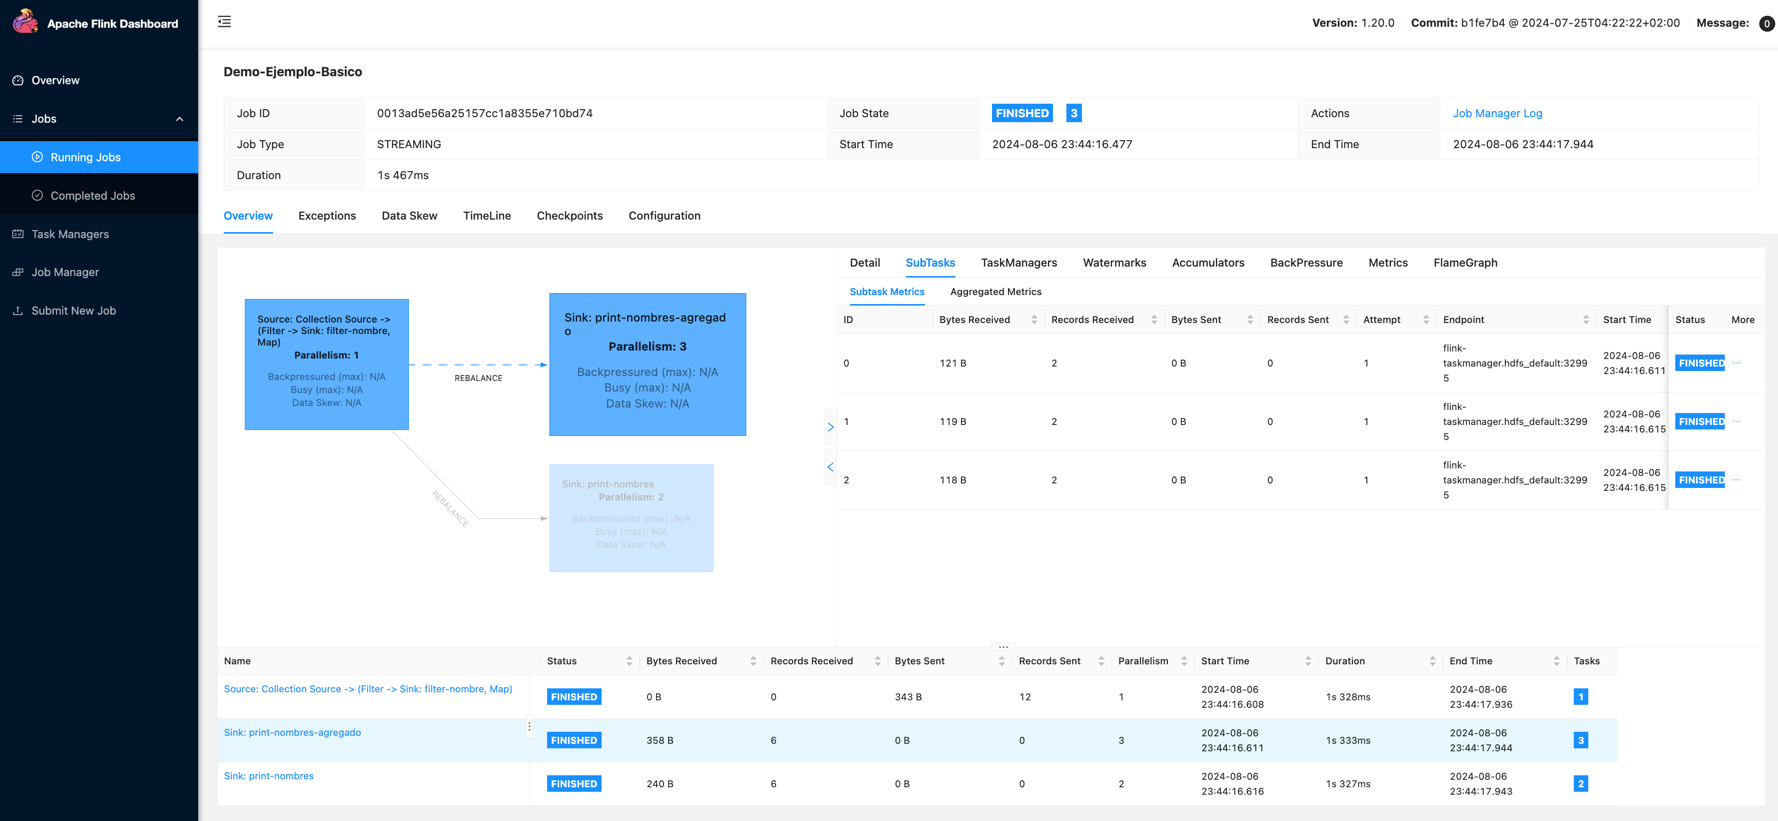 Apache Flink Dashboard
Version: 1.20.0 Commit: b1fe7b4 @ 2024-07-25T04:22:22+02:00 Message: 0
Overview
Jobs
Running Jobs
Completed Jobs
Task Managers
Job Manager
Submit New Job
Demo-Ejemplo-Basico
Job ID 0013ad5e56a25157cc1a8355e710bd74 Job State FINISHED 3 Actions Job Manager Log
Job Type STREAMING Start Time 2024-08-06 23:44:16.477 End Time 2024-08-06 23:44:17.944
Duration 1s 467ms
Overview Exceptions Data Skew TimeLine Checkpoints Configuration
Source: Collection Source ->
(Filter -> Sink: filter-nombre,
Map)
Parallelism: 1
Backpressured (max): N/A
Busy (max): N/A
Data Skew: N/A
REBALANCE
Sink: print-nombres-agregad
o
Parallelism: 3
Backpressured (max): N/A
Busy (max): N/A
Data Skew: N/A
REBALANCE
Sink: print-nombres
Parallelism: 2
Backpressured (max): N/A
Busy (max): N/A
Data Skew: N/A
Detail SubTasks TaskManagers Watermarks Accumulators BackPressure Metrics FlameGraph
Subtask Metrics Aggregated Metrics
ID Bytes Received Records Received Bytes Sent Records Sent Attempt Endpoint Start Time Status More
0 121 B 2 0 B 0 1 flink-
taskmanager.hdfs_default:3299
5 2024-08-06
23:44:16.611 FINISHED ...
1 119 B 2 0 B 0 1 flink-
taskmanager.hdfs_default:3299
5 2024-08-06
23:44:16.615 FINISHED ...
2 118 B 2 0 B 0 1 flink-
taskmanager.hdfs_default:3299
5 2024-08-06
23:44:16.615 FINISHED ...
Name Status Bytes Received Records Received Bytes Sent Records Sent Parallelism Start Time Duration End Time Tasks
Source: Collection Source -> (Filter -> Sink: filter-nombre, Map) FINISHED 0 B 0 343 B 12 1 2024-08-06
23:44:16.608 1s 328ms 2024-08-06
23:44:17.936 1
Sink: print-nombres-agregado FINISHED 358 B 6 0 B 0 3 2024-08-06
23:44:16.611 1s 333ms 2024-08-06
23:44:17.944 3
Sink: print-nombres FINISHED 240 B 6 0 B 0 2 2024-08-06
23:44:16.616 1s 327ms 2024-08-06
23:44:17.943 2